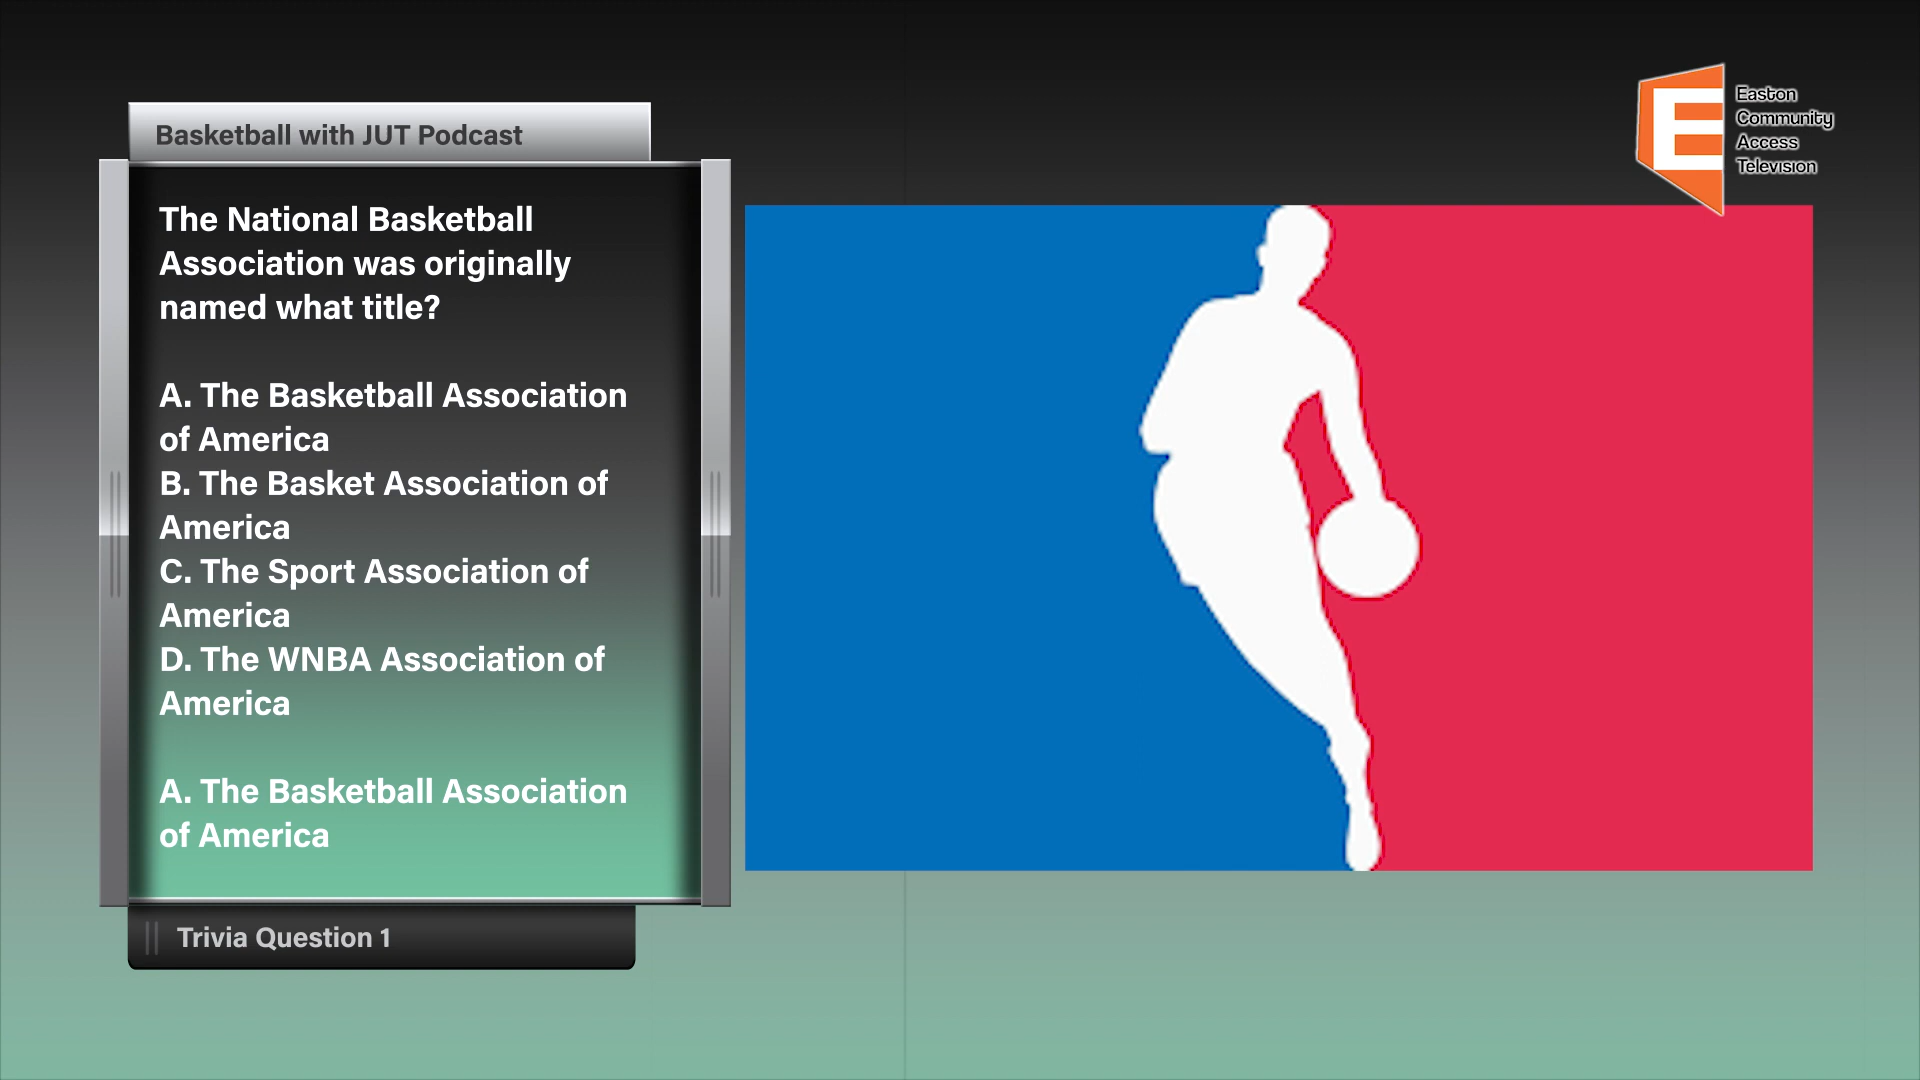 Basketball with JUT Podcast
Easton
Community
Access
Television
The National Basketball
Association was originally
named what title?
A. The Basketball Association
of America
B. The Basket Association of
America
C. The Sport Association of
America
D. The WNBA Association of
America
A. The Basketball Association
of America
Trivia Question 1